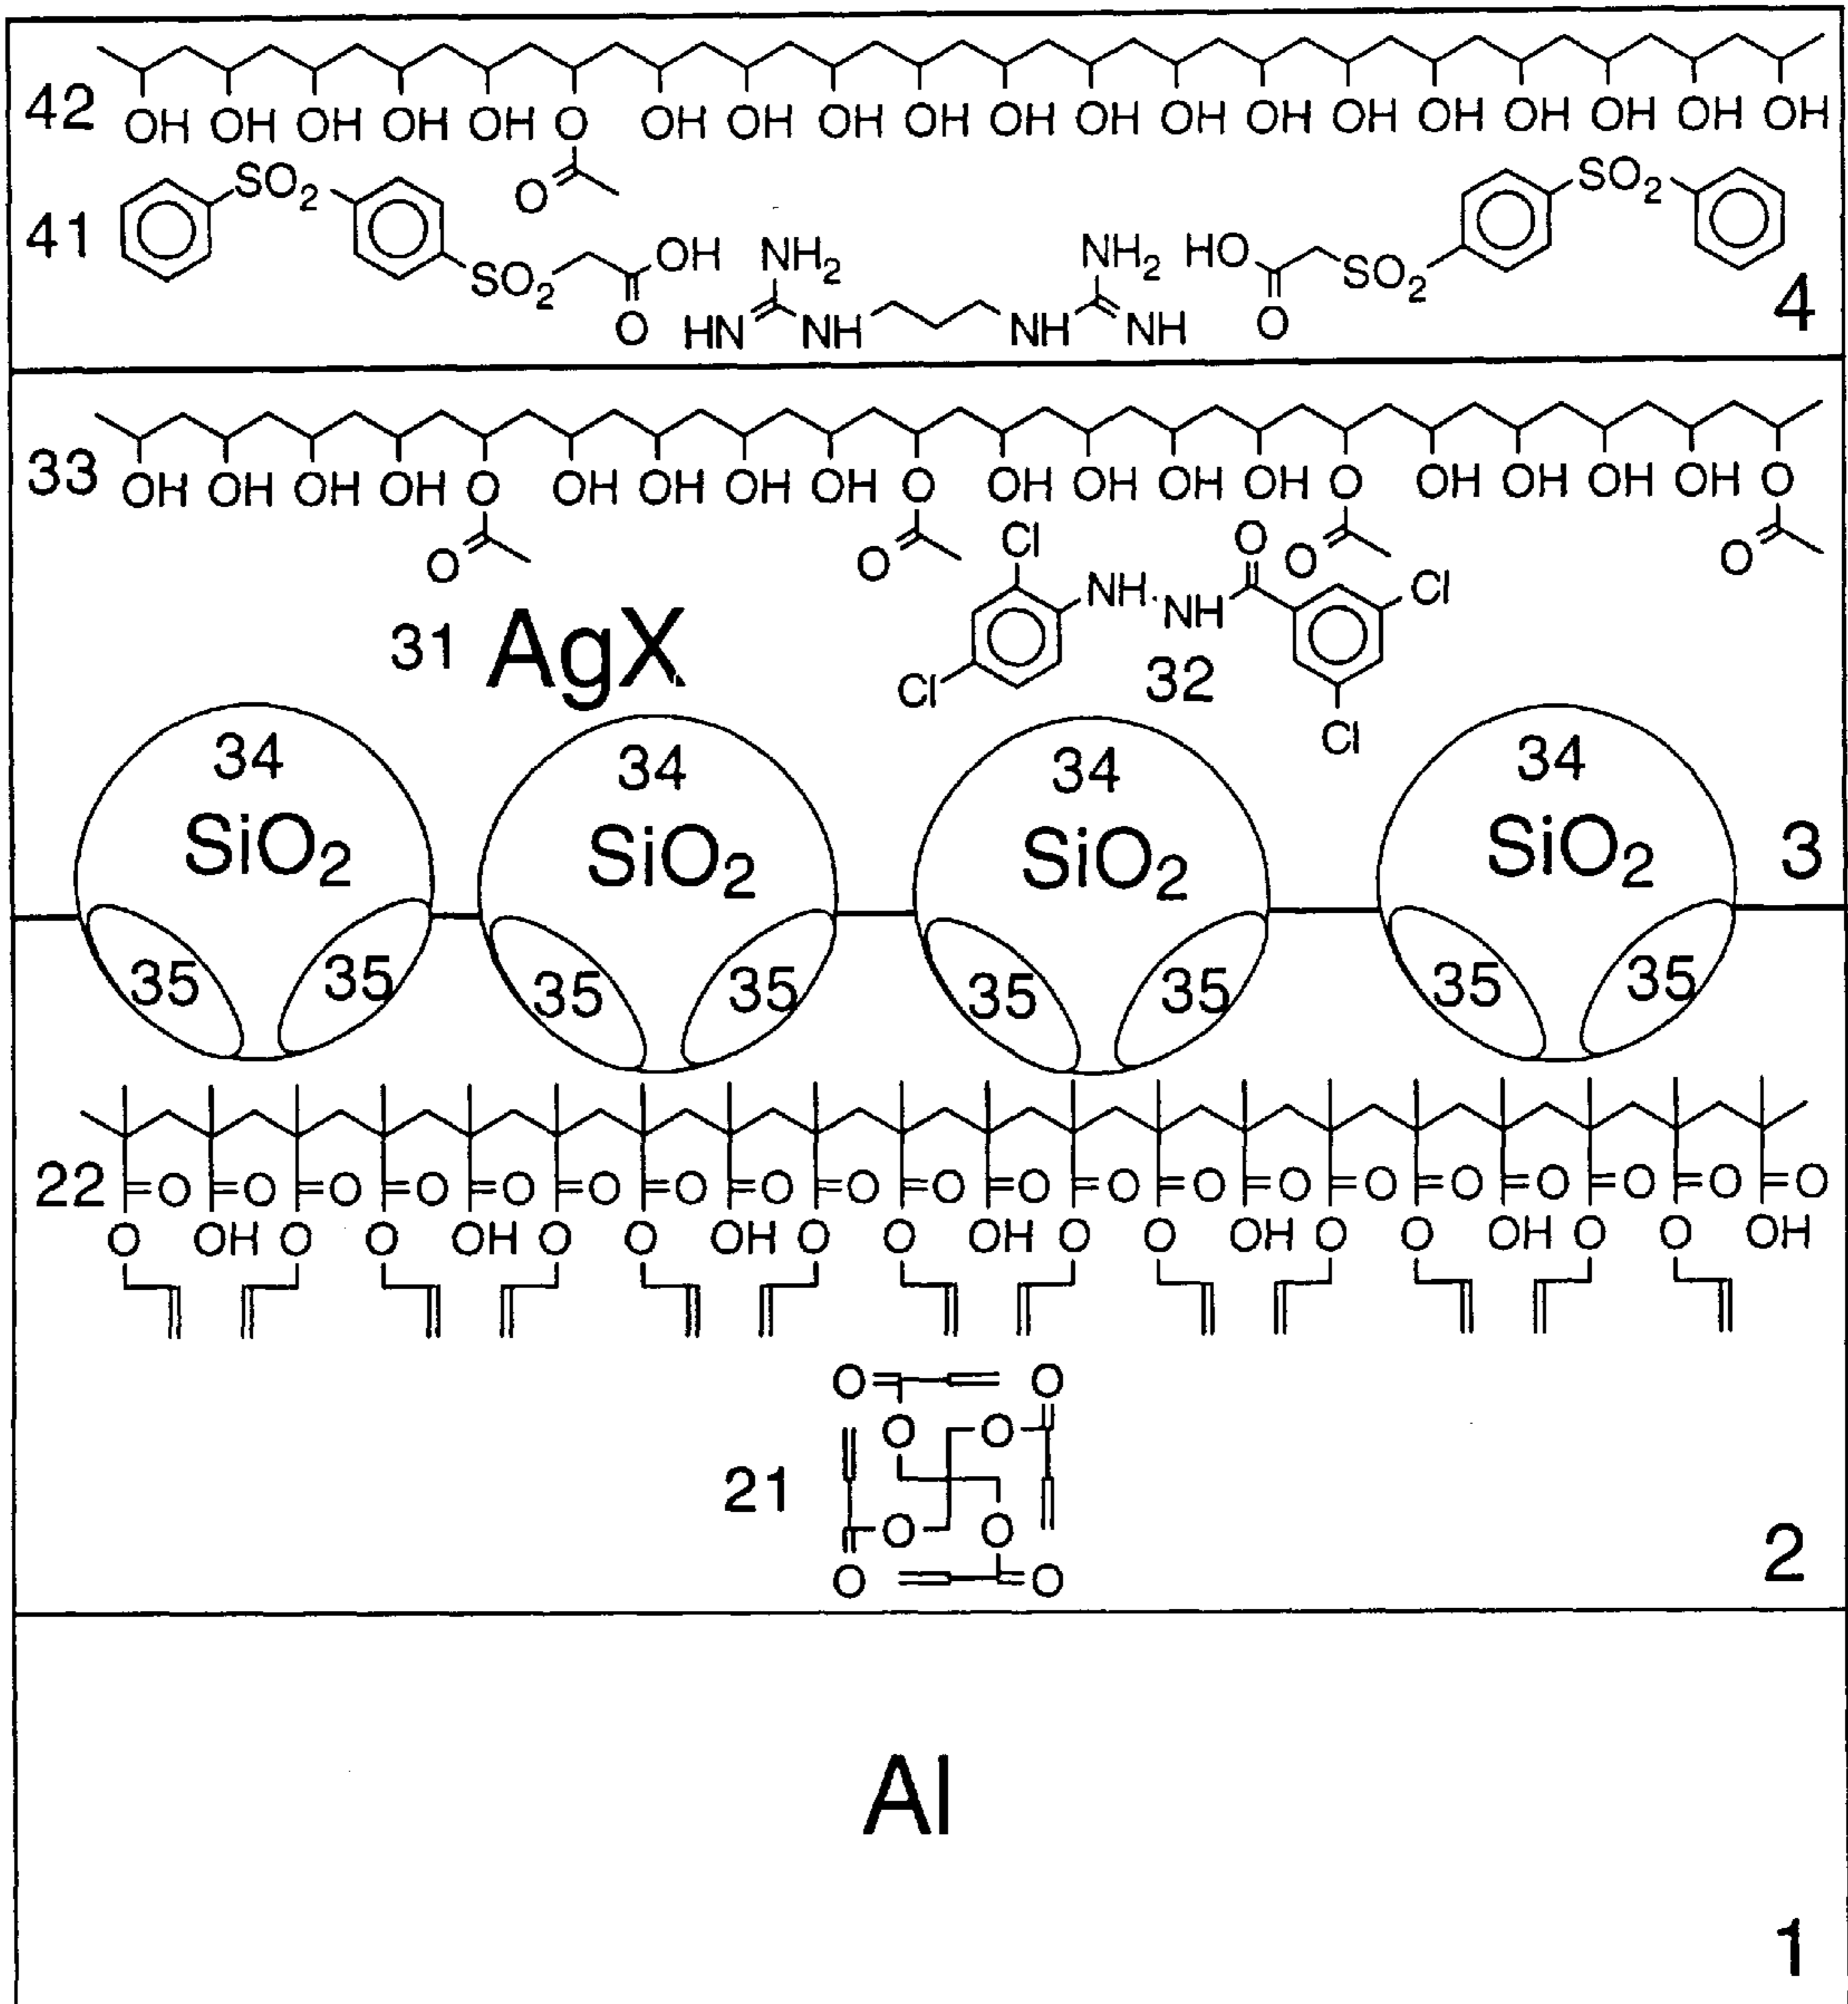 42 OH OH OH OH OH O OH OH OH OH OH OH OH OH OH OH OH OH OH OH
O
41 SO2 SO2 OH O NH2 HN NH NH NH2 NH HO O SO2 SO2
4
33 OH OH OH OH O OH OH OH OH O OH OH OH OH O OH OH OH OH O
O O O O
31 AgX
Cl Cl NH NH O Cl Cl
32
34 34 34 34
SiO2 SiO2 SiO2 SiO2
3
35 35 35 35 35 35 35 35
22 =O =O =O =O =O =O =O =O =O =O =O =O =O =O =O =O =O =O =O =O
O OH O O OH O O OH O O OH O O OH O O OH O O OH
O O
O O
21
O O
O O
2
Al
1